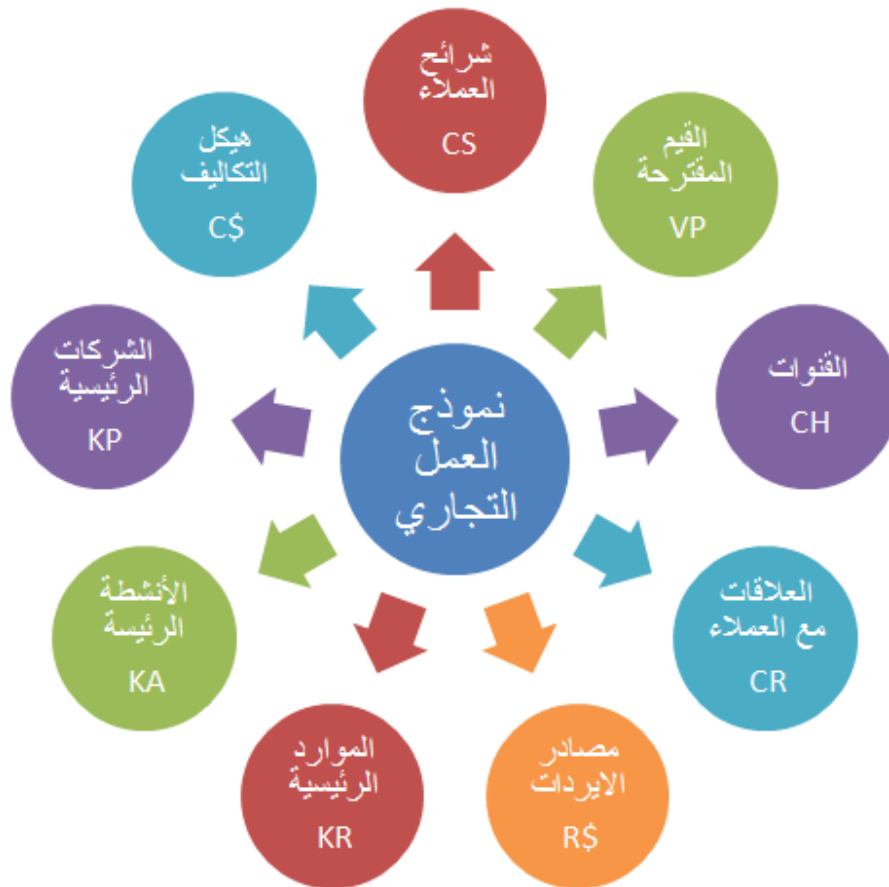 شرائح
العملاء
CS
القيم
المقترحة
VP
القنوات
CH
العلاقات
مع العملاء
CR
مصادر
الايردات
R$
الموارد
الرئيسية
KR
الأنشطة
الرئيسة
KA
الشركات
الرئيسية
KP
هيكل
التكاليف
C$
نموذج
العمل
التجاري